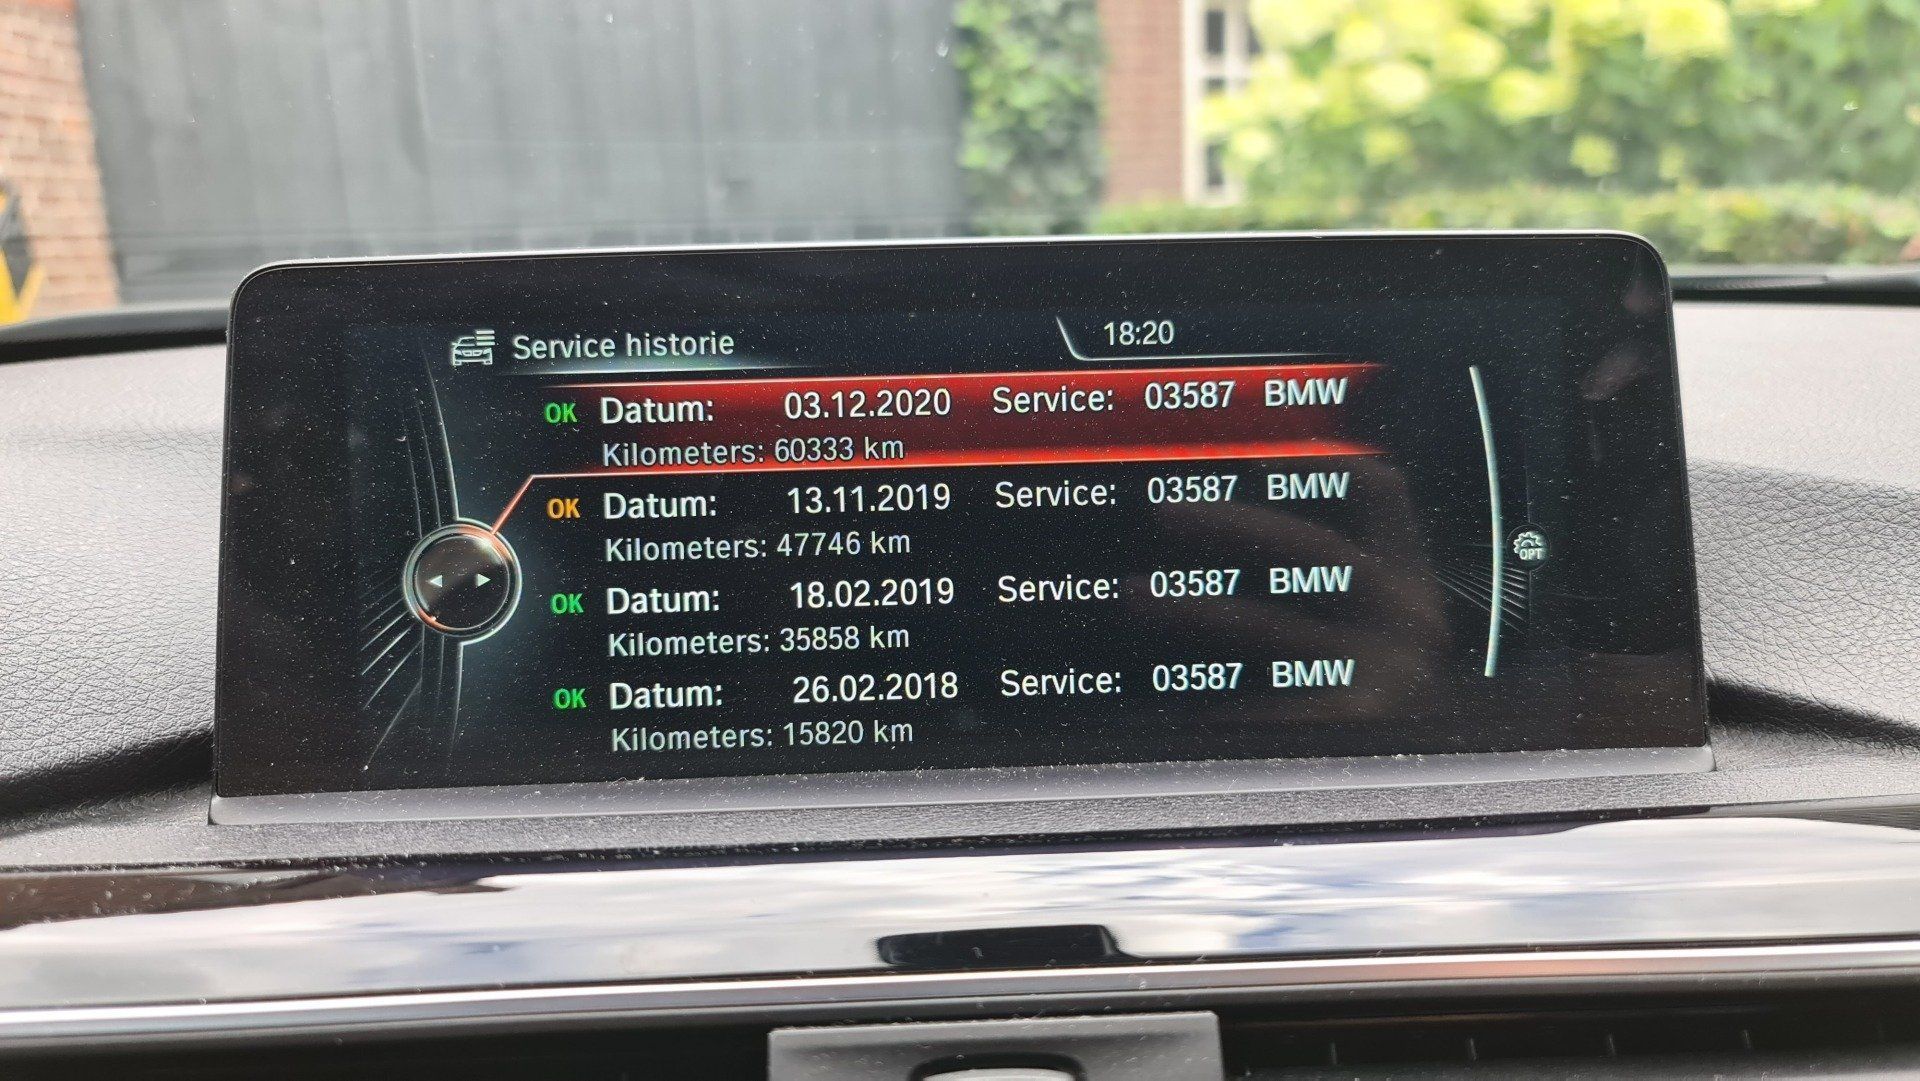 Service historie 18:20
OK Datum: 03.12.2020 Service: 03587 BMW
Kilometers: 60333 km
OK Datum: 13.11.2019 Service: 03587 BMW
Kilometers: 47746 km
OK Datum: 18.02.2019 Service: 03587 BMW
Kilometers: 35858 km
OPT
OK Datum: 26.02.2018 Service: 03587 BMW
Kilometers: 15820 km